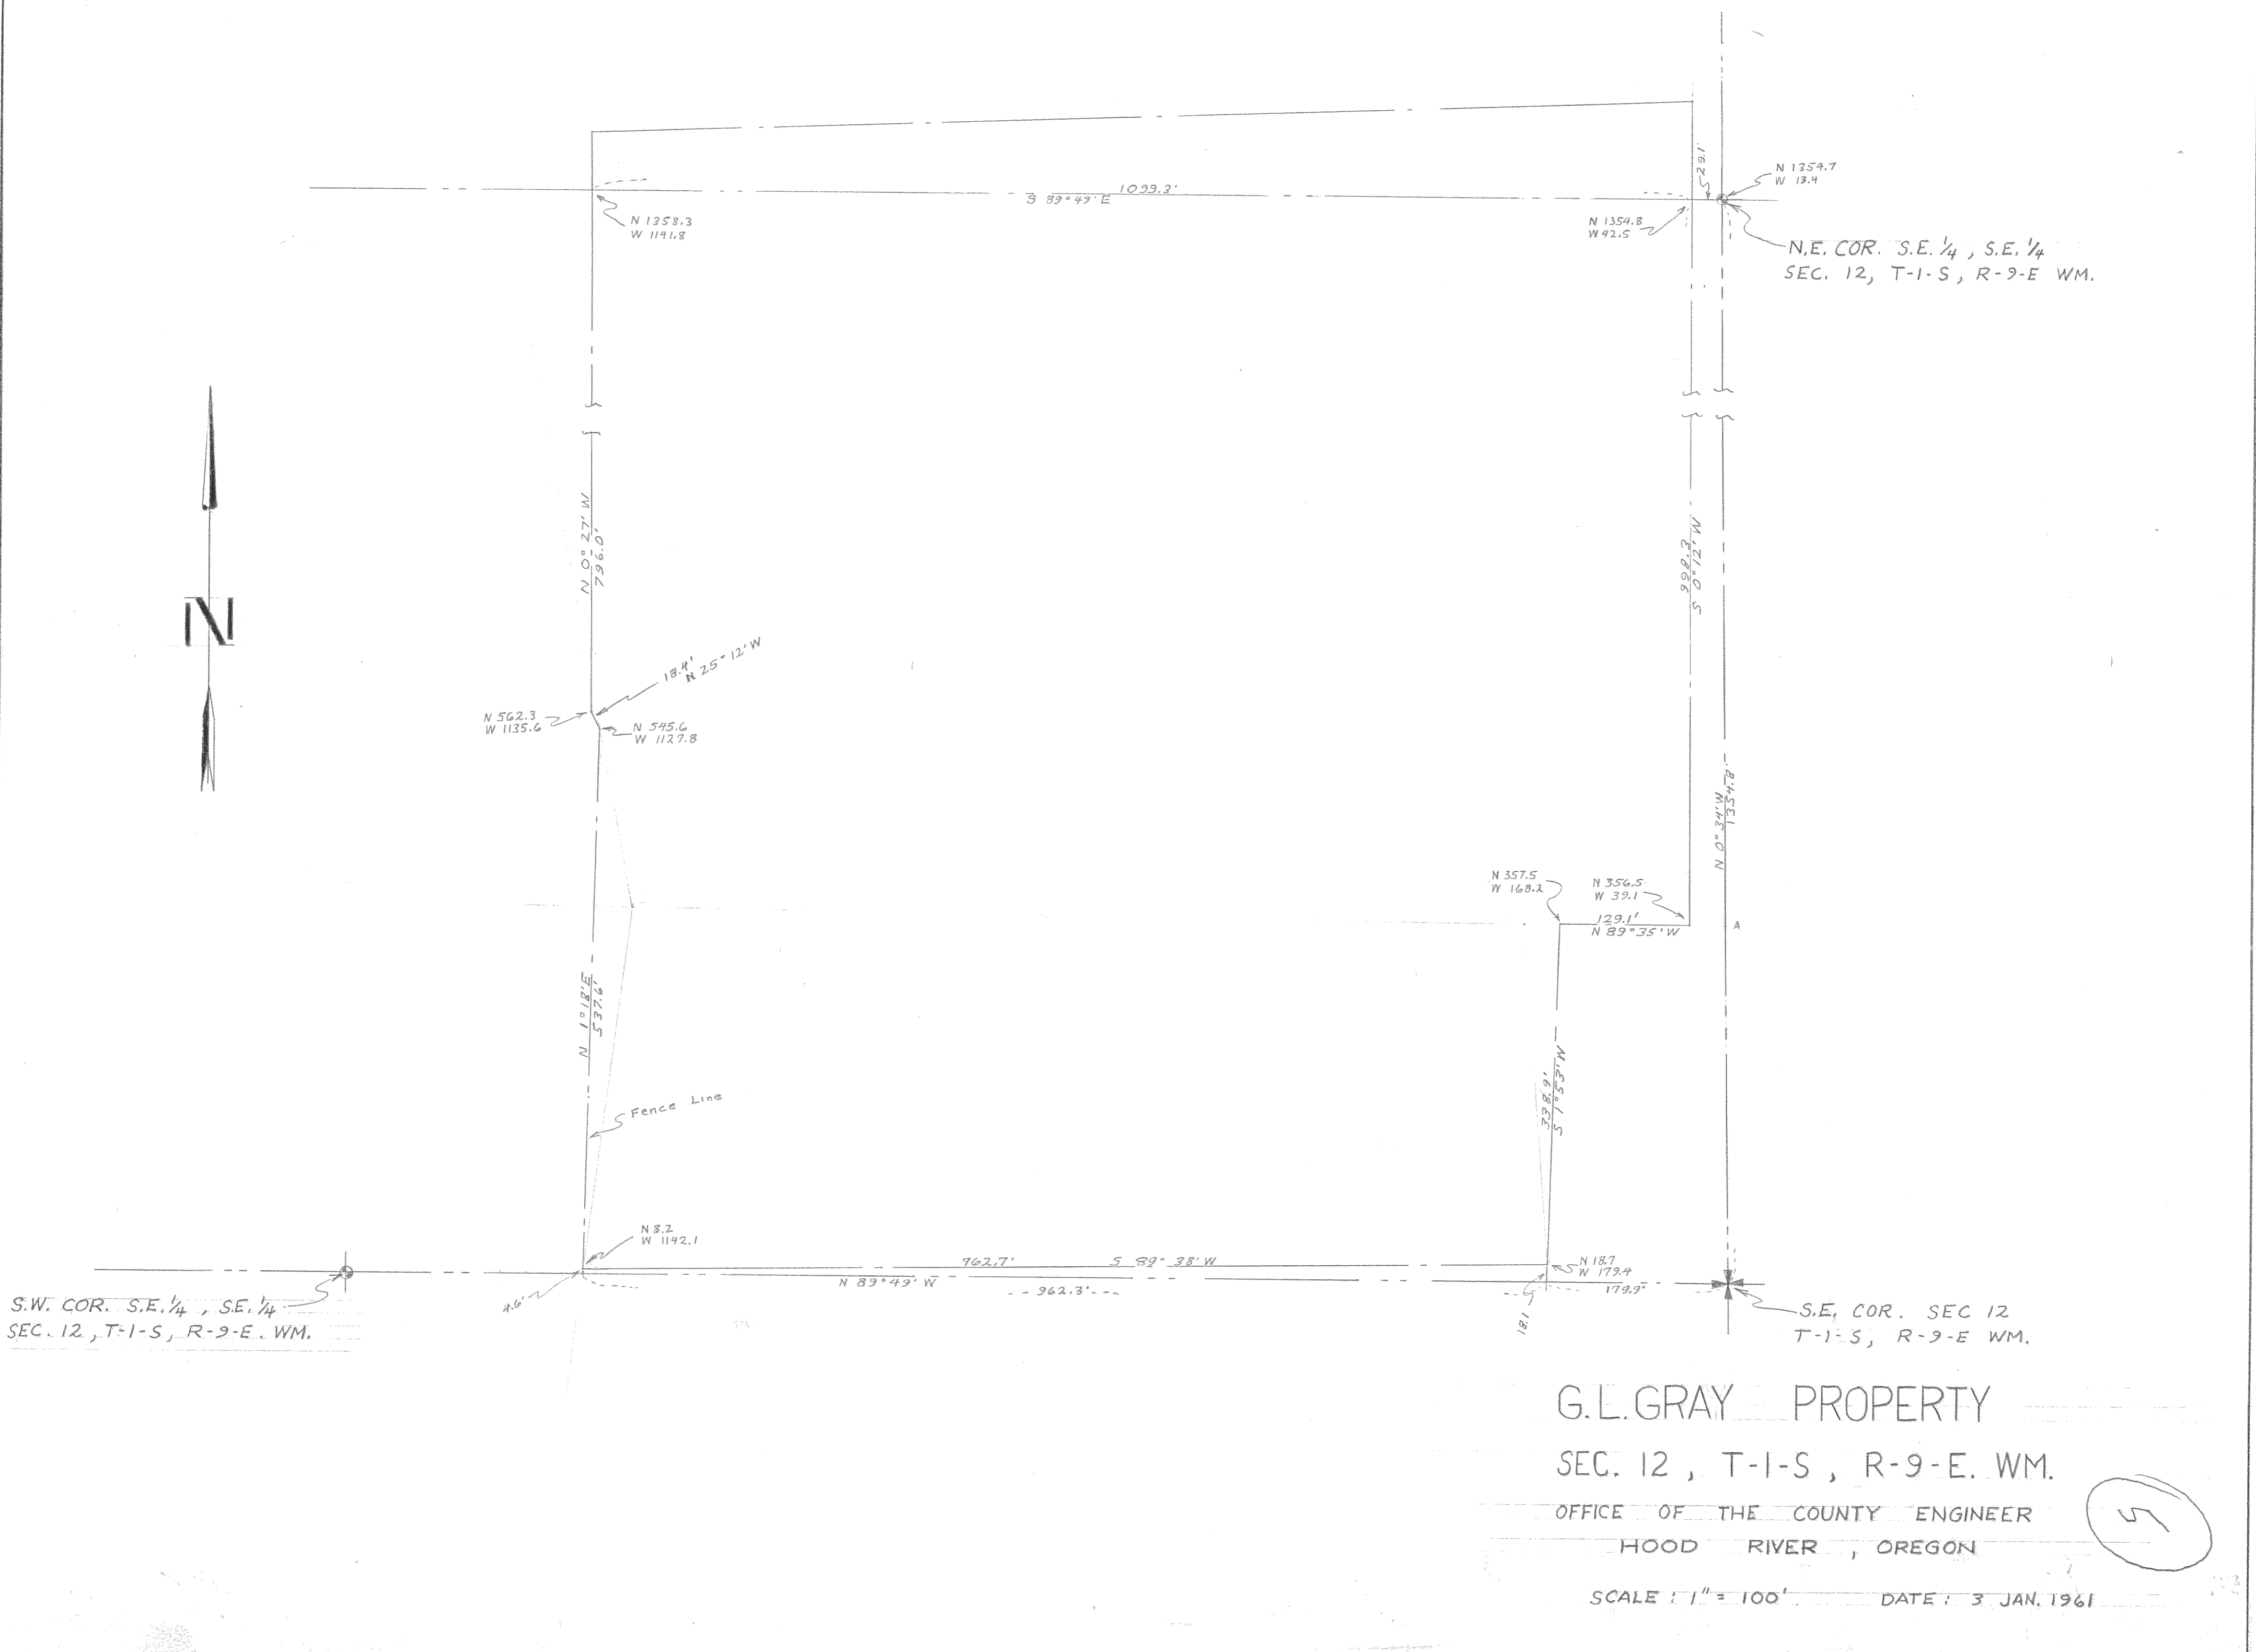 N 1354.7
W 13.4
29.1'
1099.3'
S 89°49' E
N 1358.3
W 1141.8
N 1354.8
W 42.5
N.E. COR. S.E. 1/4, S.E. 1/4
SEC. 12, T-1-S, R-9-E WM.
N 0° 27' W
796.0'
998.3
S 0°12' W
N
18.4'
N 25° 12' W
N 562.3
W 1135.6
N 545.6
W 1127.8
N 0° 34' W
1354.8'
N 357.5
W 168.2
N 356.5
W 39.1
129.1'
N 89°35' W
A
N 1°18' E
537.6'
338.9'
S 1°53' W
Fence Line
N 8.2
W 1142.1
962.7' S 89° 38' W
N 18.7
W 179.4
N 89°49' W
962.3'
179.9'
4.6'
18.1
S.W. COR. S.E. 1/4, S.E. 1/4
SEC. 12, T-1-S, R-9-E. WM.
S.E. COR. SEC 12
T-1-S, R-9-E WM.
G.L. GRAY PROPERTY
SEC. 12, T-1-S, R-9-E. WM.
OFFICE OF THE COUNTY ENGINEER
HOOD RIVER, OREGON
5
SCALE: 1" = 100' DATE: 3 JAN. 1961